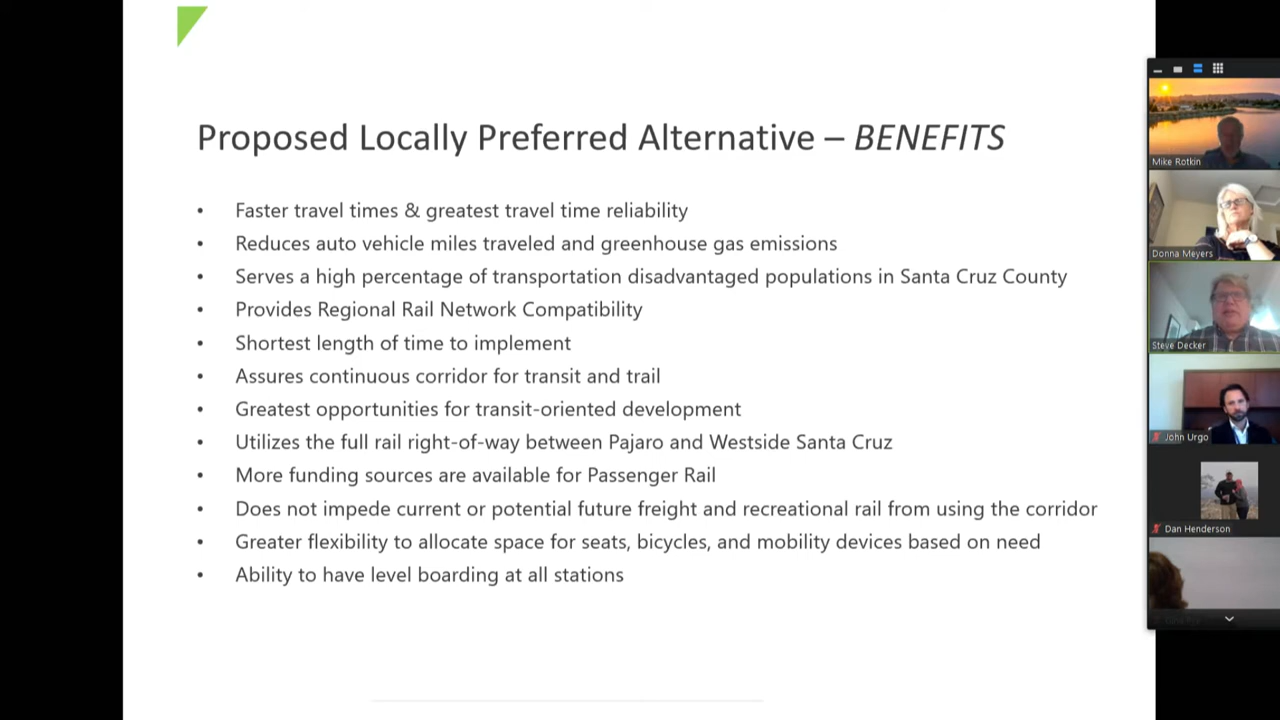 Proposed Locally Preferred Alternative – BENEFITS
• Faster travel times & greatest travel time reliability
• Reduces auto vehicle miles traveled and greenhouse gas emissions
• Serves a high percentage of transportation disadvantaged populations in Santa Cruz County
• Provides Regional Rail Network Compatibility
• Shortest length of time to implement
• Assures continuous corridor for transit and trail
• Greatest opportunities for transit-oriented development
• Utilizes the full rail right-of-way between Pajaro and Westside Santa Cruz
• More funding sources are available for Passenger Rail
• Does not impede current or potential future freight and recreational rail from using the corridor
• Greater flexibility to allocate space for seats, bicycles, and mobility devices based on need
• Ability to have level boarding at all stations
Mike Rotkin
Donna Meyers
Steve Decker
John Urgo
Dan Henderson